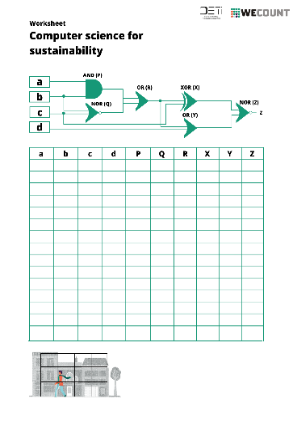 Worksheet
WECOUNT
Computer science for
sustainability
AND (P)
a
OR (R)
XOR (X)
b
NOR (Q)
NOR (Z)
c
OR (Y)
Z
d
a b c d P Q R X Y Z